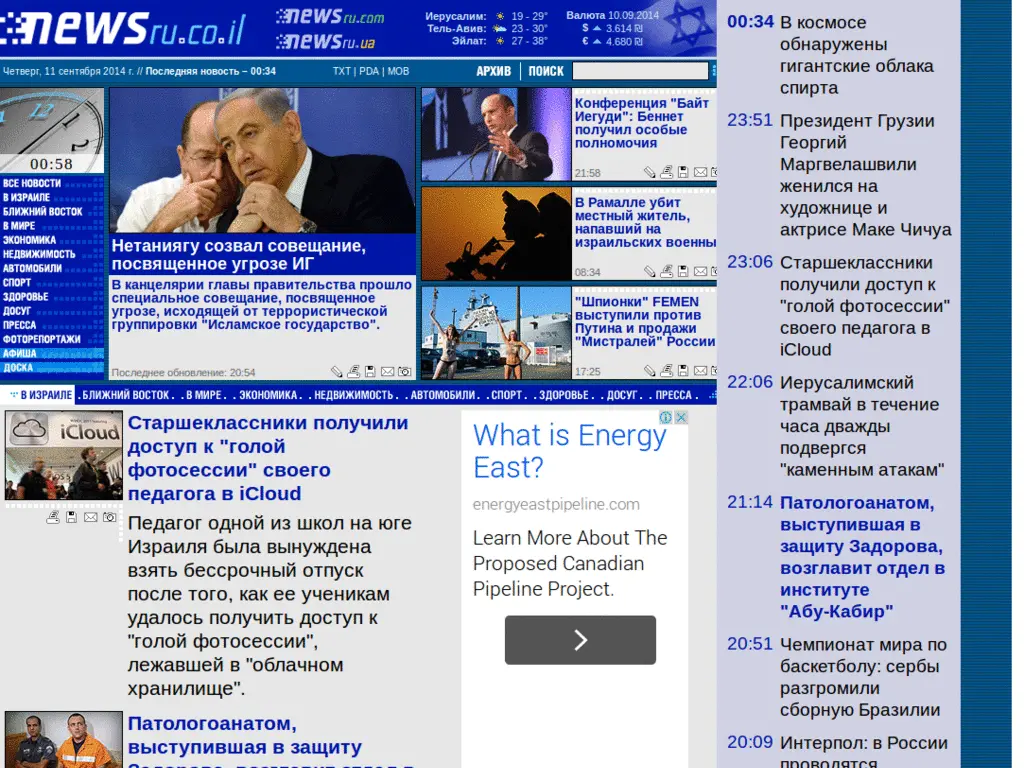 NEWSru.co.il
NEWSru.com
NEWSru.ua
Иерусалим: 19 - 29°
Тель-Авив: 23 - 30°
Эйлат: 27 - 38°
Валюта 10.09.2014
$ 3.614 ₪
€ 4.680 ₪
Четверг, 11 сентября 2014 г. // Последняя новость – 00:34
TXT | PDA | MOB
АРХИВ
ПОИСК
12
00:58
ВСЕ НОВОСТИ
В ИЗРАИЛЕ
БЛИЖНИЙ ВОСТОК
В МИРЕ
ЭКОНОМИКА
НЕДВИЖИМОСТЬ
АВТОМОБИЛИ
СПОРТ
ЗДОРОВЬЕ
ДОСУГ
ПРЕССА
ФОТОРЕПОРТАЖИ
АФИША
ДОСКА
Нетаниягу созвал совещание,
посвященное угрозе ИГ
В канцелярии главы правительства прошло
специальное совещание, посвященное
угрозе, исходящей от террористической
группировки "Исламское государство".
Последнее обновление: 20:54
Конференция "Байт
Иегуди": Беннет
получил особые
полномочия
21:58
В Рамалле убит
местный житель,
напавший на
израильских военны
08:34
"Шпионки" FEMEN
выступили против
Путина и продажи
"Мистралей" России
17:25
В ИЗРАИЛЕ . БЛИЖНИЙ ВОСТОК . . В МИРЕ . . ЭКОНОМИКА . . НЕДВИЖИМОСТЬ . . АВТОМОБИЛИ . . СПОРТ . . ЗДОРОВЬЕ . . ДОСУГ . . ПРЕССА .
iCloud
Старшеклассники получили
доступ к "голой
фотосессии" своего
педагога в iCloud
Педагог одной из школ на юге
Израиля была вынуждена
взять бессрочный отпуск
после того, как ее ученикам
удалось получить доступ к
"голой фотосессии",
лежавшей в "облачном
хранилище".
Патологоанатом,
выступившая в защиту
Задорова, возглавит отдел в
What is Energy
East?
energyeastpipeline.com
Learn More About The
Proposed Canadian
Pipeline Project.
00:34 В космосе
обнаружены
гигантские облака
спирта
23:51 Президент Грузии
Георгий
Маргвелашвили
женился на
художнице и
актрисе Маке Чичуа
23:06 Старшеклассники
получили доступ к
"голой фотосессии"
своего педагога в
iCloud
22:06 Иерусалимский
трамвай в течение
часа дважды
подвергся
"каменным атакам"
21:14 Патологоанатом,
выступившая в
защиту Задорова,
возглавит отдел в
институте
"Абу-Кабир"
20:51 Чемпионат мира по
баскетболу: сербы
разгромили
сборную Бразилии
20:09 Интерпол: в России
проводятся